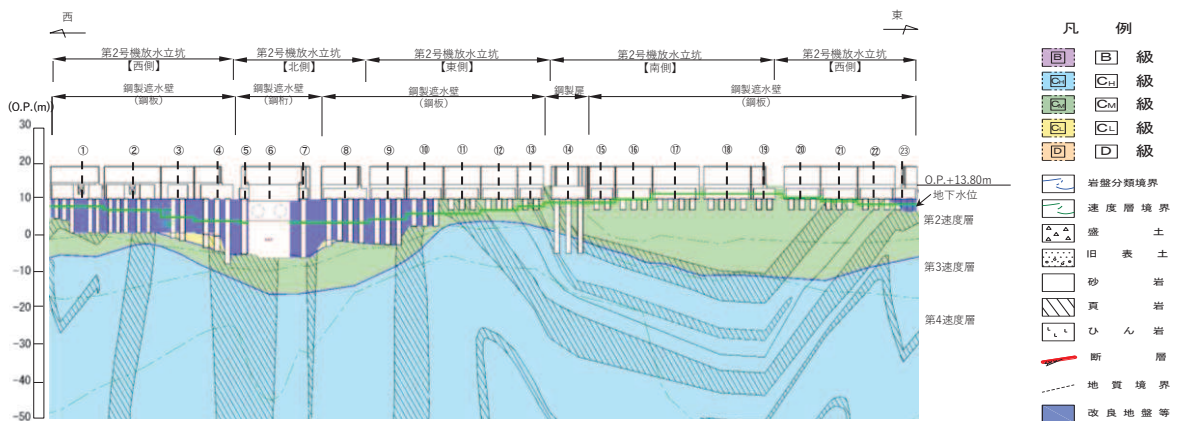 西
東
第2号機放水立坑
【西側】
第2号機放水立坑
【北側】
第2号機放水立坑
【東側】
第2号機放水立坑
【南側】
第2号機放水立坑
【西側】
鋼製遮水壁
(鋼板)
鋼製遮水壁
(鋼桁)
鋼製遮水壁
(鋼板)
鋼製扉
鋼製遮水壁
(鋼板)
(O.P.(m))
30
20
10
0
-10
-20
-30
-40
-50
① ② ③ ④ ⑤ ⑥ ⑦ ⑧ ⑨ ⑩ ⑪ ⑫ ⑬ ⑭ ⑮ ⑯ ⑰ ⑱ ⑲ ⑳ ㉑ ㉒ ㉓
O.P.+13.80m
地下水位
第2速度層
第3速度層
第4速度層
凡 例
B B 級
CH CH 級
CM CM 級
CL CL 級
D D 級
岩盤分類境界
速度層境界
盛土
旧表土
砂岩
頁岩
ひん岩
断層
地質境界
改良地盤等